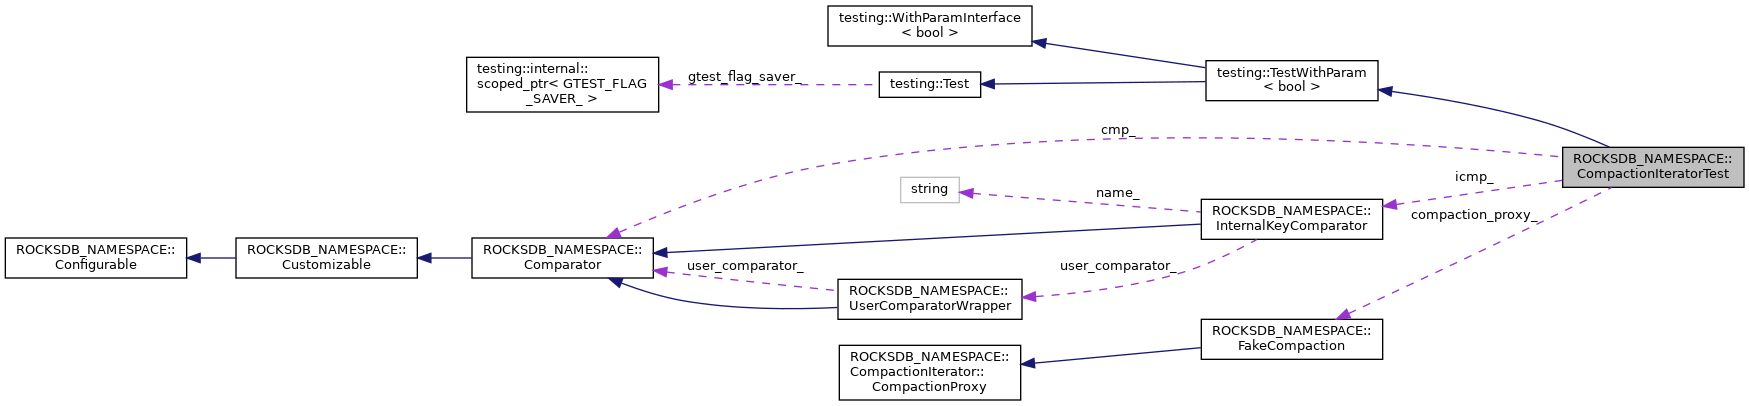 testing::WithParamInterface
< bool >
testing::internal::
scoped_ptr< GTEST_FLAG
_SAVER_ >
gtest_flag_saver_
testing::Test
testing::TestWithParam
< bool >
cmp_
ROCKSDB_NAMESPACE::
CompactionIteratorTest
string
name_
icmp_
ROCKSDB_NAMESPACE::
InternalKeyComparator
compaction_proxy_
ROCKSDB_NAMESPACE::
Configurable
ROCKSDB_NAMESPACE::
Customizable
ROCKSDB_NAMESPACE::
Comparator
user_comparator_
user_comparator_
ROCKSDB_NAMESPACE::
UserComparatorWrapper
ROCKSDB_NAMESPACE::
FakeCompaction
ROCKSDB_NAMESPACE::
CompactionIterator::
CompactionProxy